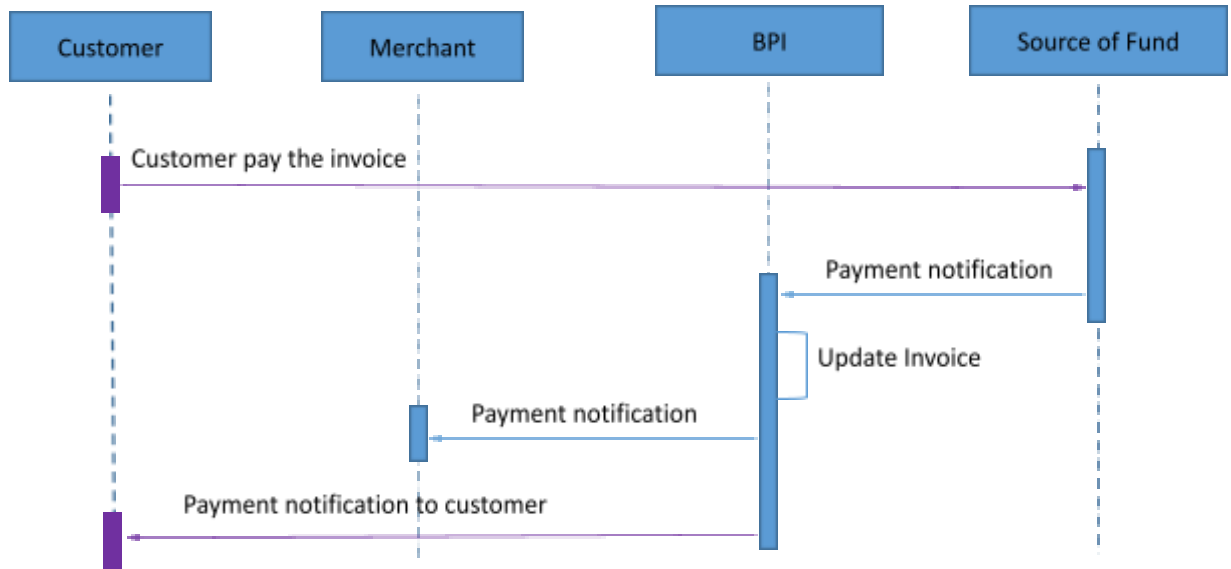 Customer
Merchant
BPI
Source of Fund
Customer pay the invoice
Payment notification
Update Invoice
Payment notification
Payment notification to customer